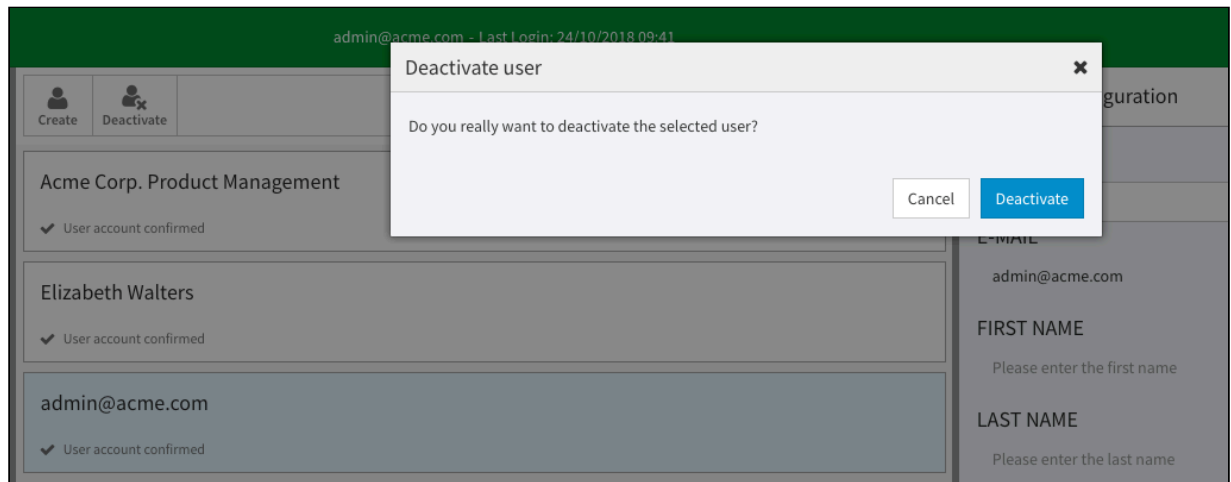 admin@acme.com - Last Login: 24/10/2018 09:41
Deactivate user
Do you really want to deactivate the selected user?
Cancel
Deactivate
Create
Deactivate
Acme Corp. Product Management
User account confirmed
Elizabeth Walters
User account confirmed
admin@acme.com
User account confirmed
guration
E-MAIL
admin@acme.com
FIRST NAME
Please enter the first name
LAST NAME
Please enter the last name